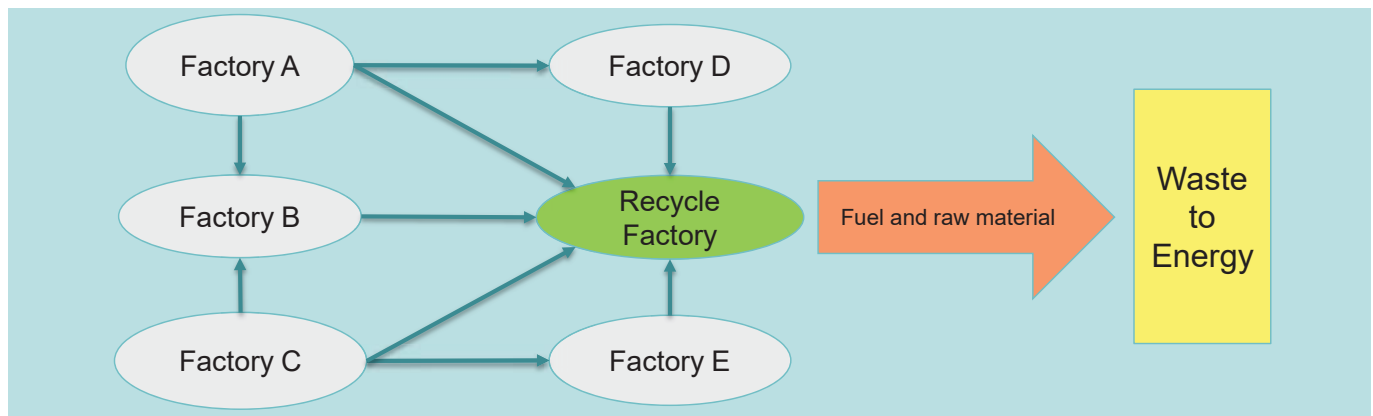 Factory A
Factory D
Factory B
Recycle
Factory
Fuel and raw material
Waste
to
Energy
Factory C
Factory E